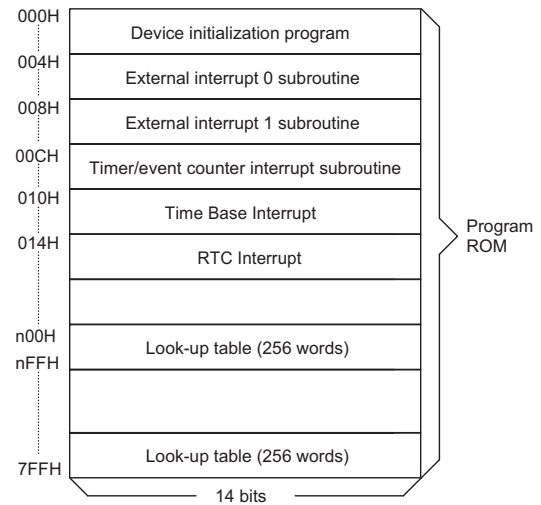 000H
Device initialization program
004H
External interrupt 0 subroutine
008H
External interrupt 1 subroutine
00CH
Timer/event counter interrupt subroutine
010H
Time Base Interrupt
014H
RTC Interrupt
Program
ROM
n00H
Look-up table (256 words)
nFFH
Look-up table (256 words)
7FFH
14 bits